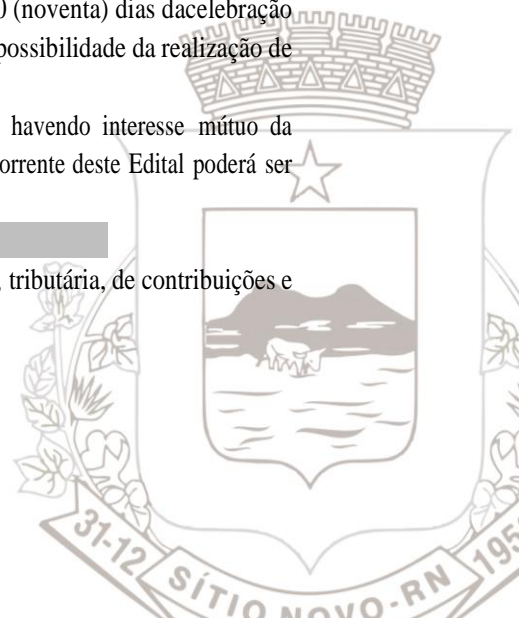 0 (noventa) dias dacelebração
possibilidade da realização de
havendo interesse mútuo da
orrente deste Edital poderá ser
, tributária, de contribuições e
31-12 SÍTIO NOVO - RN 195